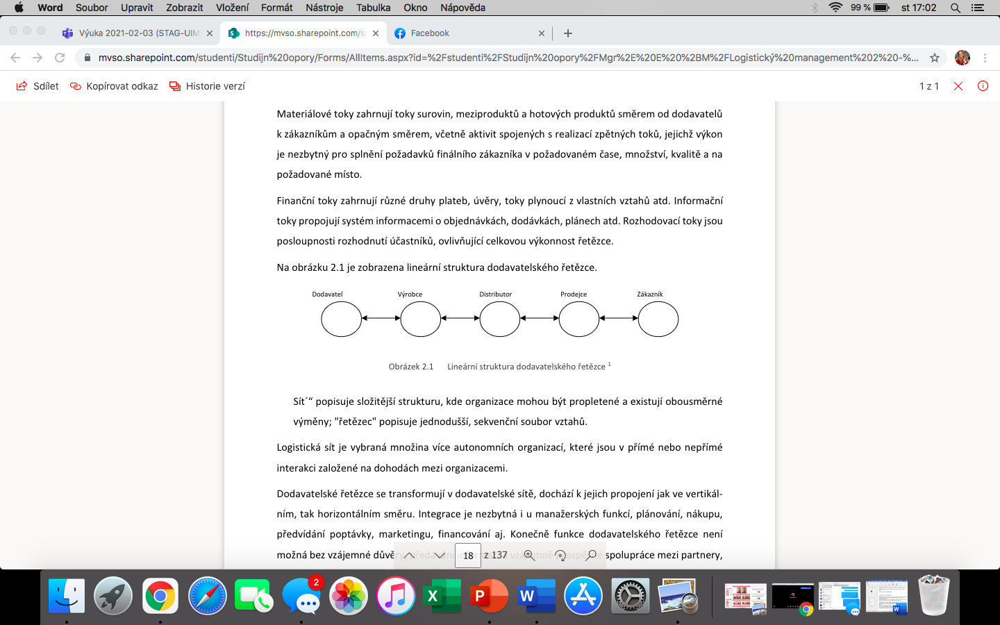 Word Soubor Upravit Zobrazit Vložení Formát Nástroje Tabulka Okno Nápověda 99 % st 17:02
Výuka 2021-02-03 (STAG-UIM https://mvso.sharepoint.com/s Facebook
mvso.sharepoint.com/studenti/Studijn%20opory/Forms/AllItems.aspx?id=%2Fstudenti%2FStudijn%20opory%2FMgr%2E%20E%20%2BM%2FLogistický%20management%202%20-%...
Sdílet Kopírovat odkaz Historie verzí 1 z 1
Materiálové toky zahrnují toky surovin, meziproduktů a hotových produktů směrem od dodavatelů
k zákazníkům a opačným směrem, včetně aktivit spojených s realizací zpětných toků, jejichž výkon
je nezbytný pro splnění požadavků finálního zákazníka v požadovaném čase, množství, kvalitě a na
požadované místo.
Finanční toky zahrnují různé druhy plateb, úvěry, toky plynoucí z vlastních vztahů atd. Informační
toky propojují systém informacemi o objednávkách, dodávkách, plánech atd. Rozhodovací toky jsou
posloupnosti rozhodnutí účastníků, ovlivňující celkovou výkonnost řetězce.
Na obrázku 2.1 je zobrazena lineární struktura dodavatelského řetězce.
Dodavatel Výrobce Distributor Prodejce Zákazník
Obrázek 2.1 Lineární struktura dodavatelského řetězce 1
Sít´“ popisuje složitější strukturu, kde organizace mohou být propletené a existují obousměrné
výměny; "řetězec" popisuje jednodušší, sekvenční soubor vztahů.
Logistická sít je vybraná množina více autonomních organizací, které jsou v přímé nebo nepřímé
interakci založené na dohodách mezi organizacemi.
Dodavatelské řetězce se transformují v dodavatelské sítě, dochází k jejich propojení jak ve vertikál-
ním, tak horizontálním směru. Integrace je nezbytná i u manažerských funkcí, plánování, nákupu,
předvídání poptávky, marketingu, financování aj. Konečně funkce dodavatelského řetězce není
možná bez vzájemné důvěry, spolupráce mezi partnery,
18 z 137
2
X P W
W